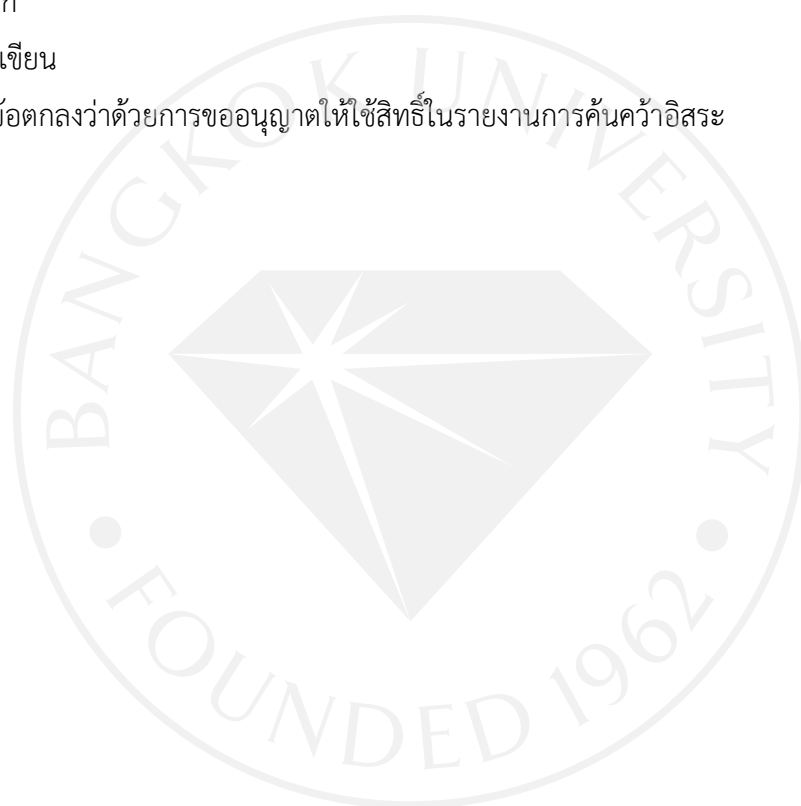 ก
เขียน
ข้อตกลงว่าด้วยการขออนุญาตให้ใช้สิทธิ์ในรายงานการค้นคว้าอิสระ
BANGKOK UNIVERSITY
• FOUNDED 1962 •